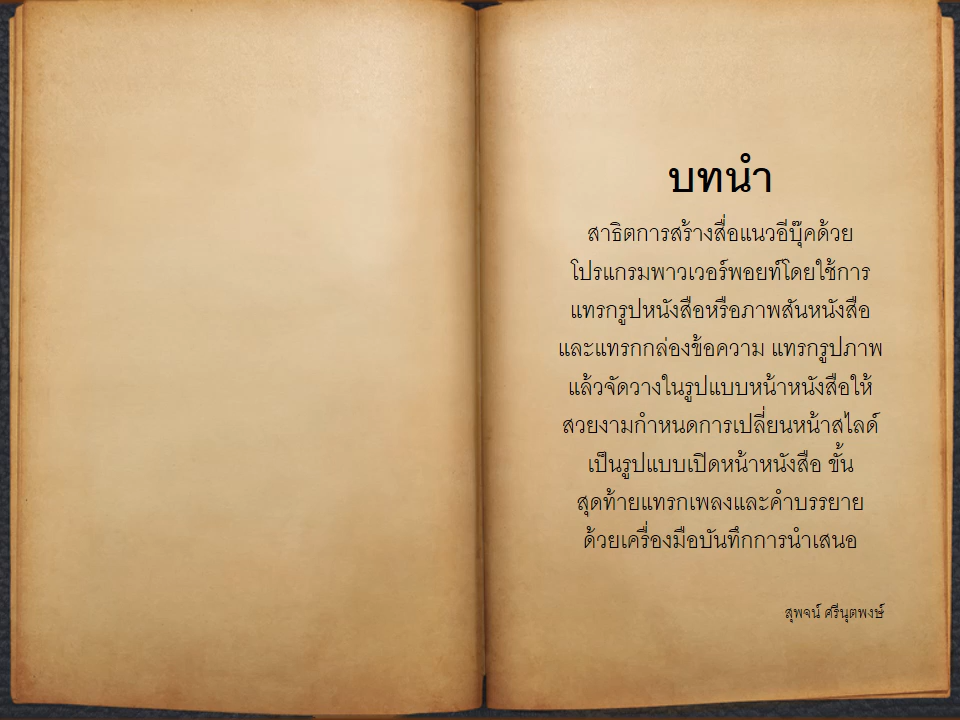 บทนำ
สาธิตการสร้างสื่อแนวอีบุ๊คด้วย
โปรแกรมพาวเวอร์พอยท์โดยใช้การ
แทรกรูปหนังสือหรือภาพสันหนังสือ
และแทรกกล่องข้อความ แทรกรูปภาพ
แล้วจัดวางในรูปแบบหน้าหนังสือให้
สวยงามกำหนดการเปลี่ยนหน้าสไลด์
เป็นรูปแบบเปิดหน้าหนังสือ ขั้น
สุดท้ายแทรกเพลงและคำบรรยาย
ด้วยเครื่องมือบันทึกการนำเสนอ
สุพจน์ ศรีนุตพงษ์